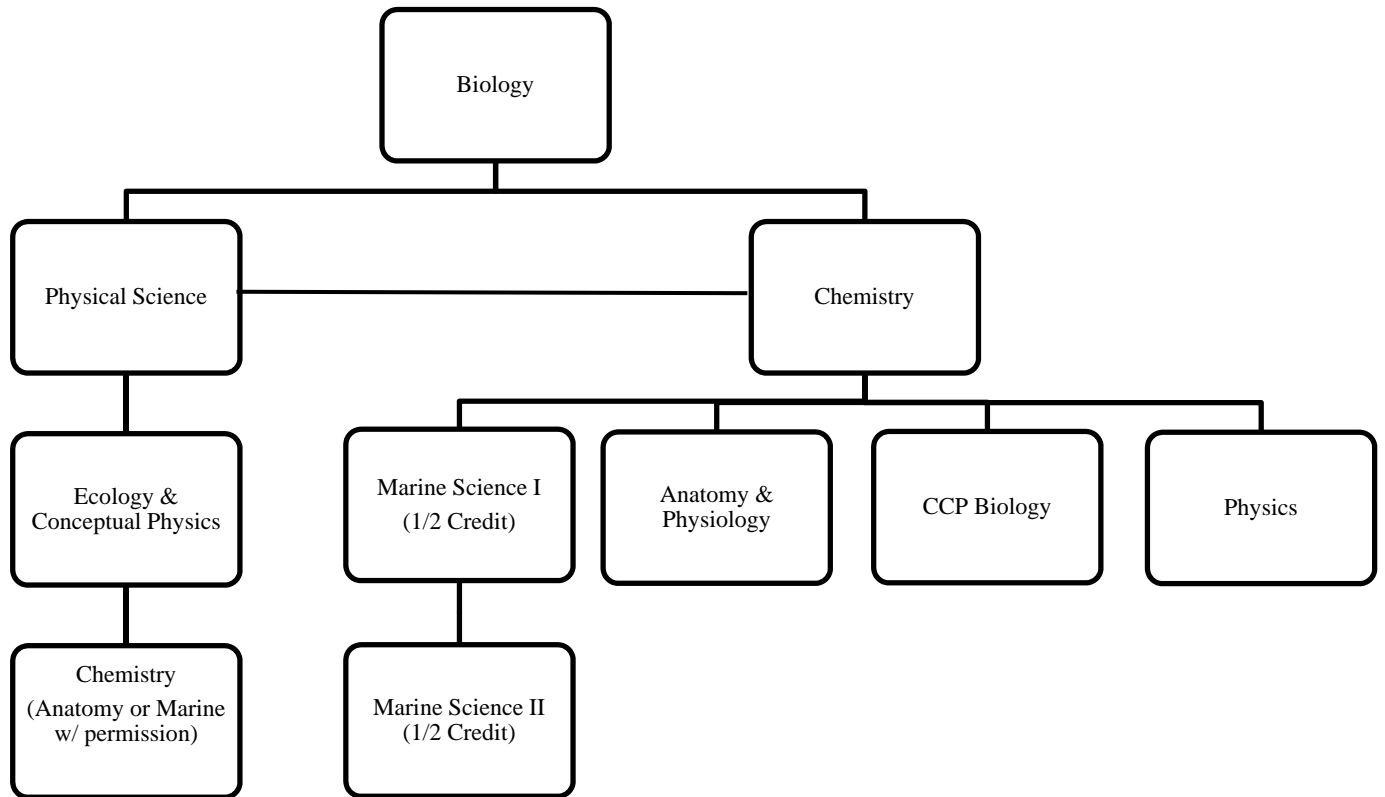 Biology
Physical Science
Chemistry
Ecology &
Conceptual Physics
Marine Science I
(1/2 Credit)
Anatomy &
Physiology
CCP Biology
Physics
Chemistry
(Anatomy or Marine
w/ permission)
Marine Science II
(1/2 Credit)